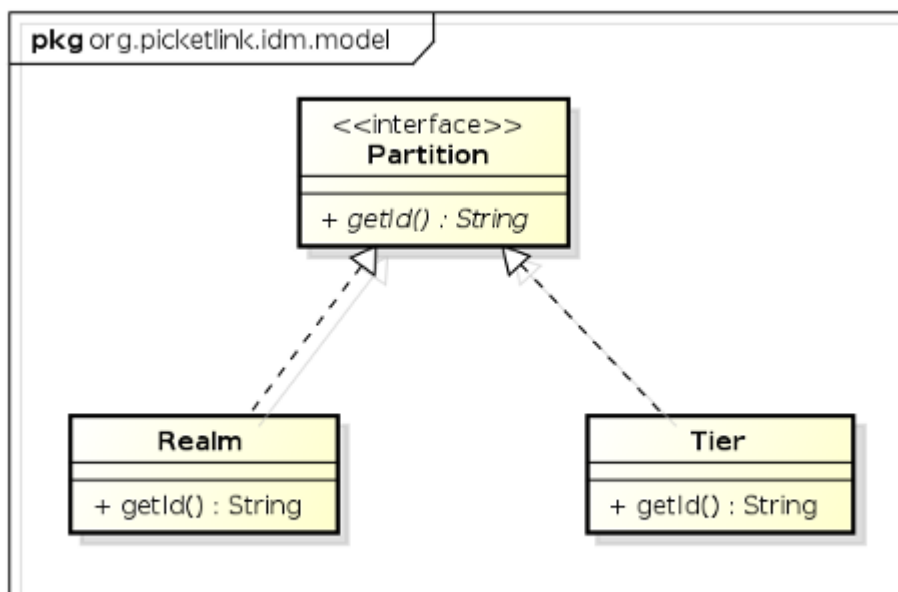 pkg org.picketlink.idm.model
<<interface>>
Partition
+ getId() : String
Realm
+ getId() : String
Tier
+ getId() : String